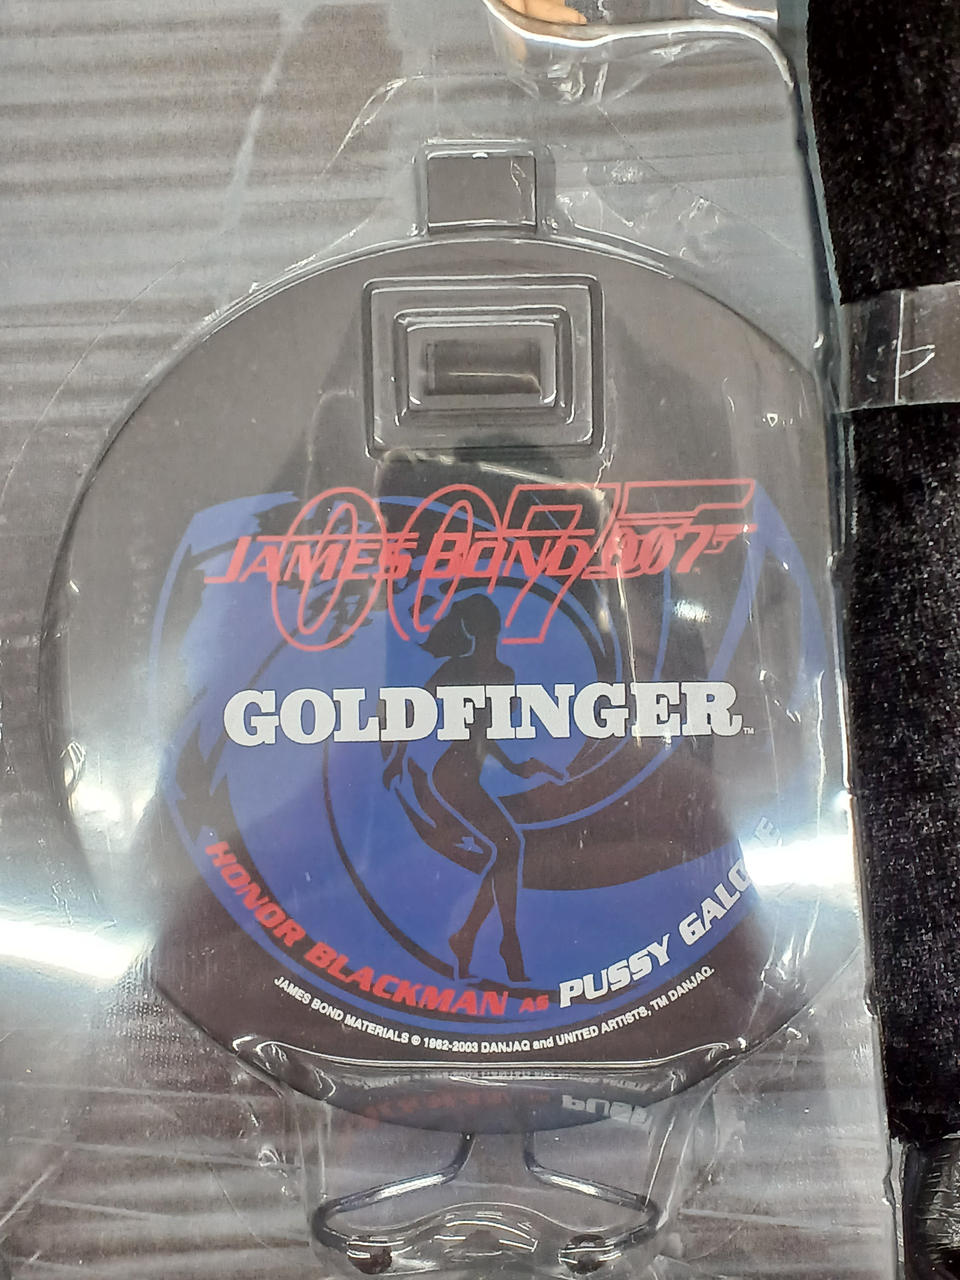 007
JAMES BOND 007
GOLDFINGER™
HONOR BLACKMAN AS PUSSY GALORE
JAMES BOND MATERIALS © 1962-2003 DANJAQ and UNITED ARTISTS, TM DANJAQ.